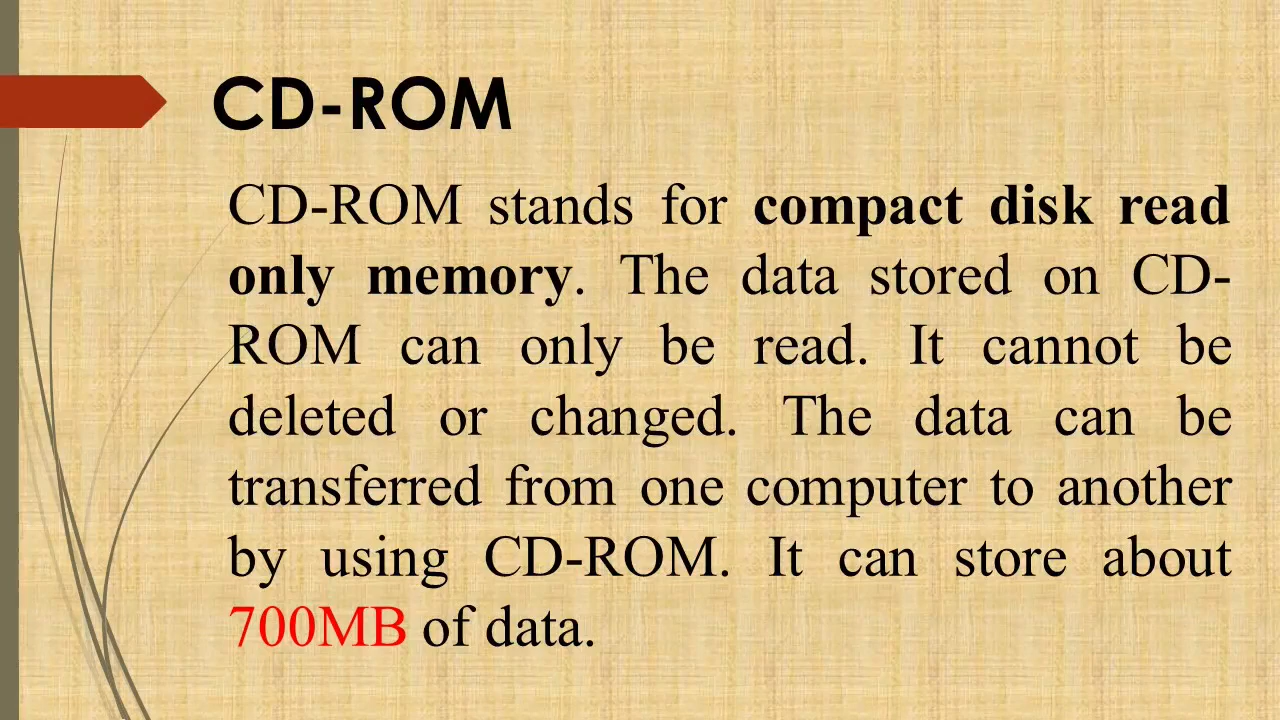 CD-ROM
CD-ROM stands for compact disk read
only memory. The data stored on CD-
ROM can only be read. It cannot be
deleted or changed. The data can be
transferred from one computer to another
by using CD-ROM. It can store about
700MB of data.